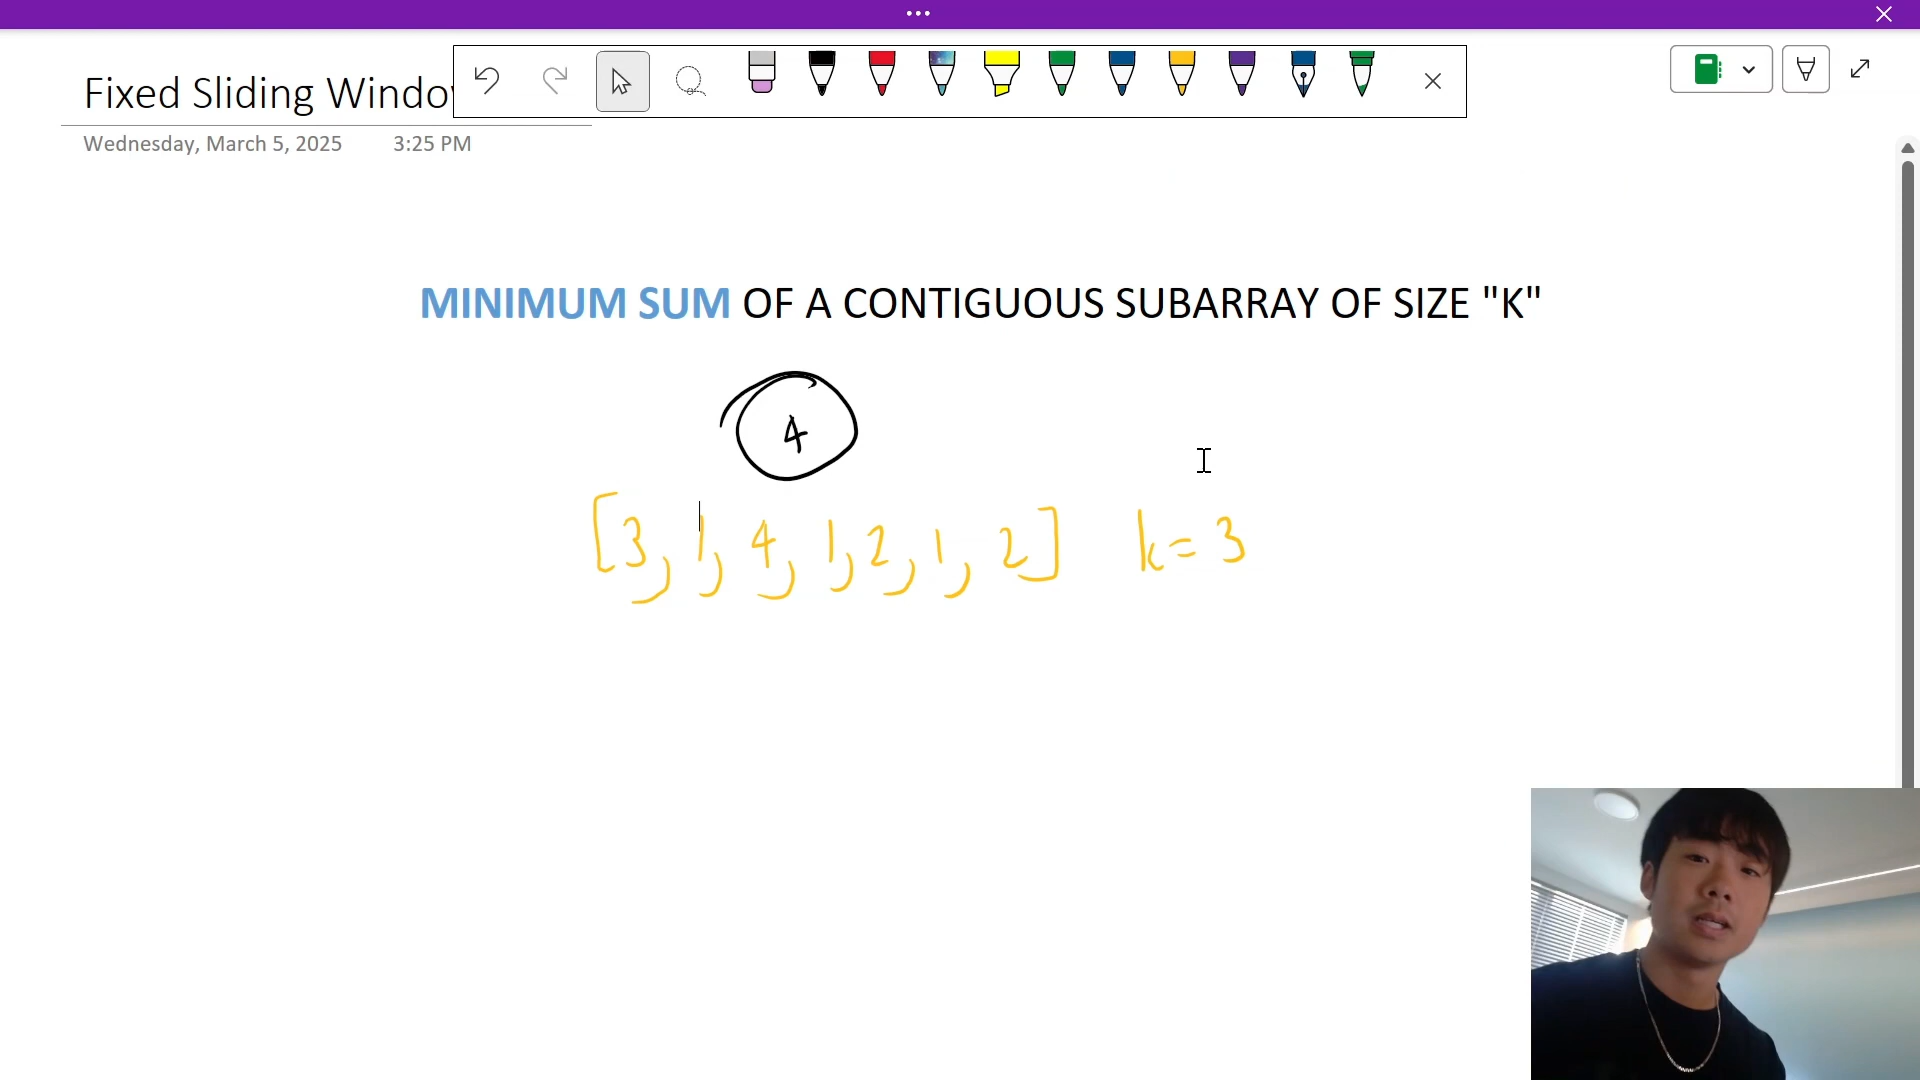 Fixed Sliding Windo
Wednesday, March 5, 2025 3:25 PM
MINIMUM SUM OF A CONTIGUOUS SUBARRAY OF SIZE "K"
4
[3, 1, 4, 1, 2, 1, 2] k=3